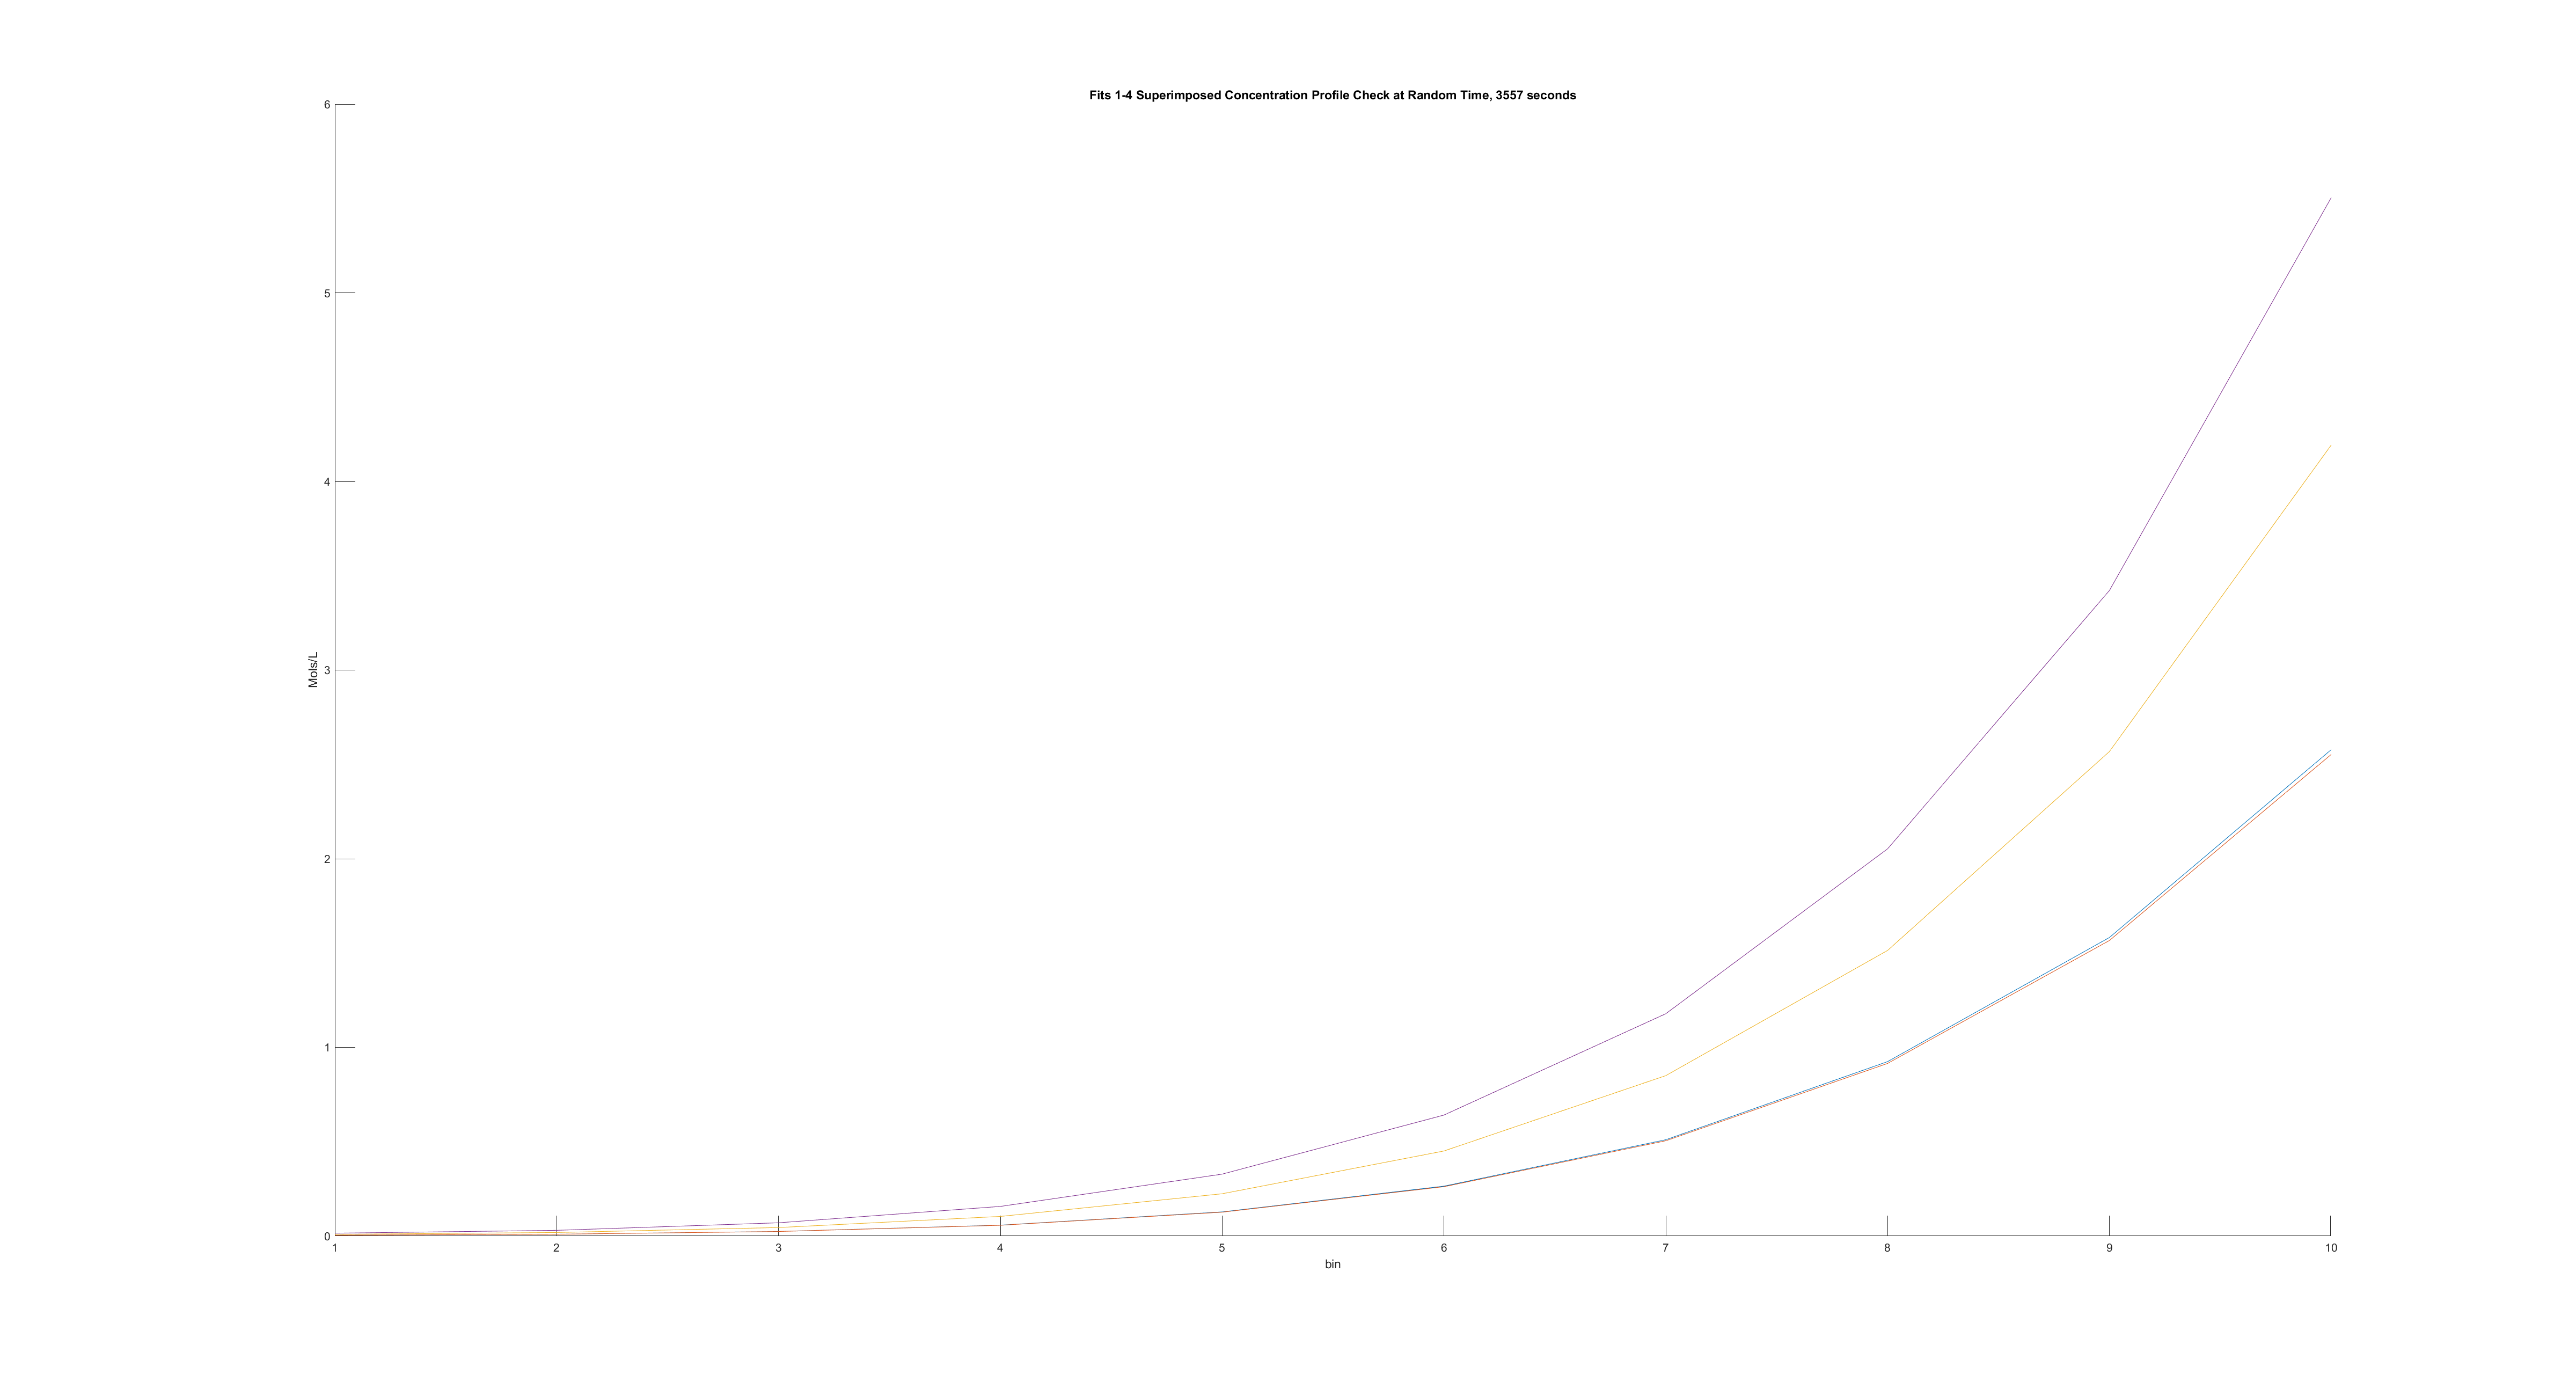 Fits 1-4 Superimposed Concentration Profile Check at Random Time, 3557 seconds
6
5
4
3
2
1
0
Mols/L
1 2 3 4 5 6 7 8 9 10
bin